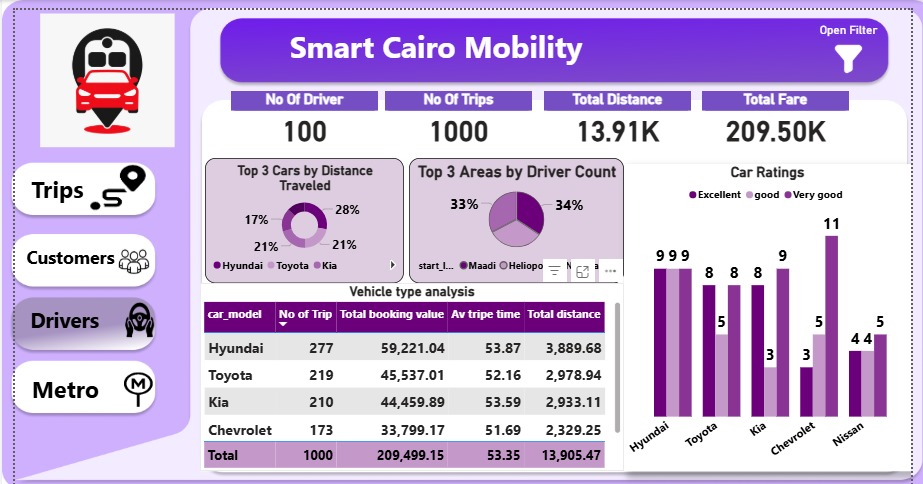 Smart Cairo Mobility
Open Filter
No Of Driver
100
No Of Trips
1000
Total Distance
13.91K
Total Fare
209.50K
Trips
Customers
Drivers
Metro
M
Top 3 Cars by Distance
Traveled
28%
21%
21%
17%
Hyundai Toyota Kia
Top 3 Areas by Driver Count
33%
34%
start_l... Maadi Heliopo
Vehicle type analysis
car_model No of Trip Total booking value Av tripe time Total distance
Hyundai 277 59,221.04 53.87 3,889.68
Toyota 219 45,537.01 52.16 2,978.94
Kia 210 44,459.89 53.59 2,933.11
Chevrolet 173 33,799.17 51.69 2,329.25
Total 1000 209,499.15 53.35 13,905.47
Car Ratings
Excellent good Very good
9 9 9
8 5 8
8 3 9
3 5 11
4 4 5
Hyundai Toyota Kia Chevrolet Nissan